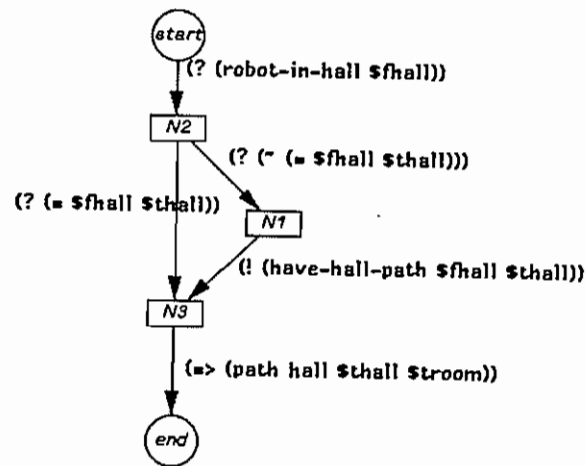 start
(? (robot-in-hall $fhall))
N2
(? (~ (= $fhall $thall)))
(? (= $fhall $thall))
N1
(! (have-hall-path $fhall $thall))
N3
(=> (path hall $thall $troom))
end